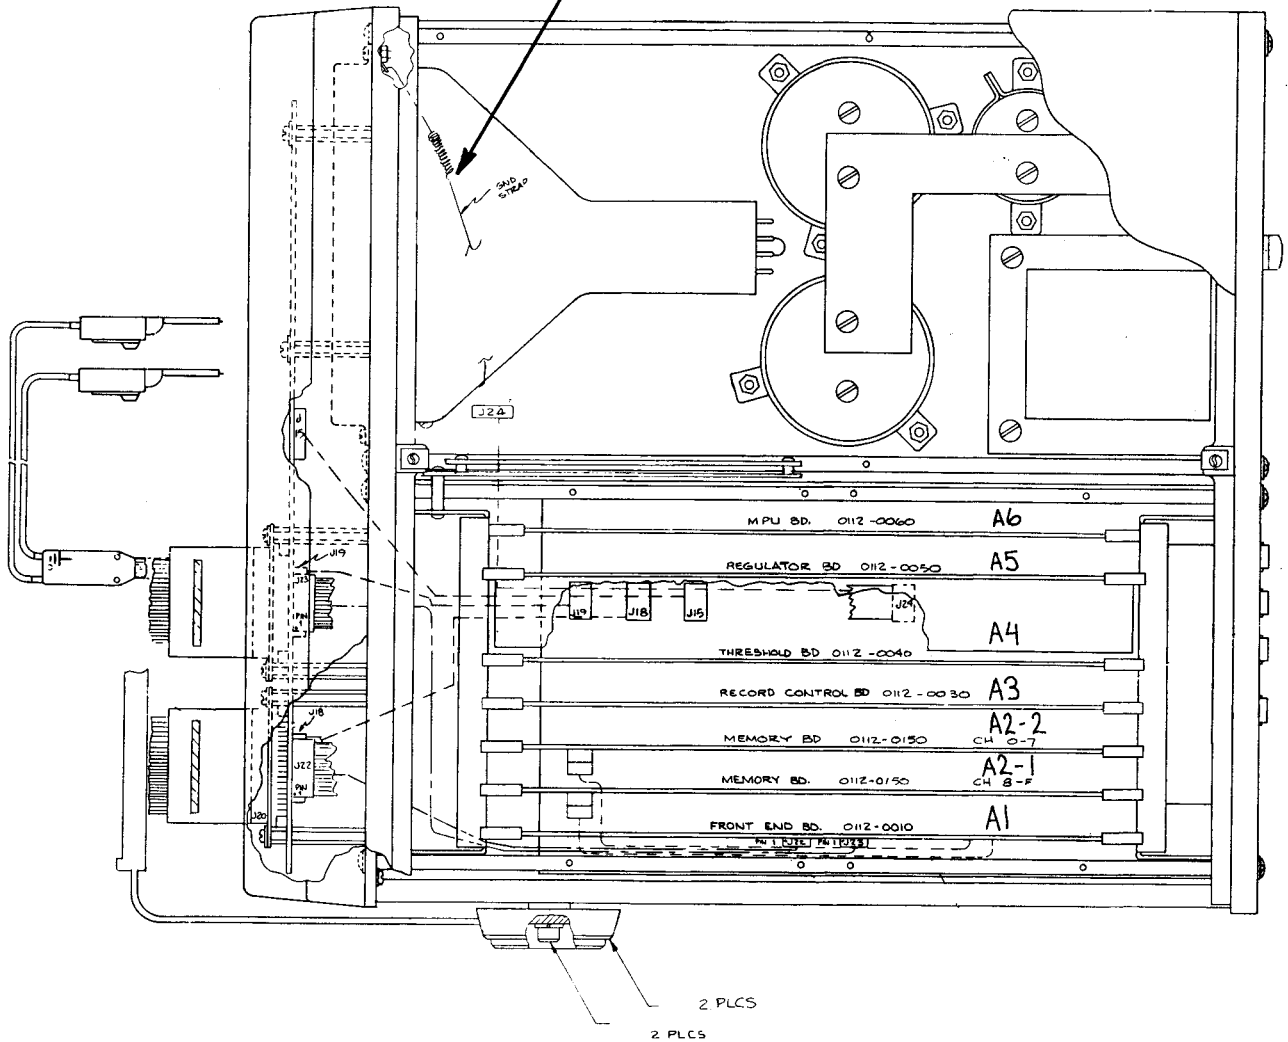 GND
STRAP
J24
J5
MPU BD. 0112-0060 A6
REGULATOR BD 0112-0050 A5
J19
J23
PIN
J19 J18 J15 J24
A4
THRESHOLD BD 0112-0040
RECORD CONTROL BD 0112-0030 A3
MEMORY BD 0112-0150 A2-2
CH 0-7
J18
J22
PIN
1
MEMORY BD. 0112-0150 A2-1
CH 8-F
J20
FRONT END BD. 0112-0010 A1
PIN 1 PJ22 PIN 1 PJ23
2 PLCS
2 PLCS